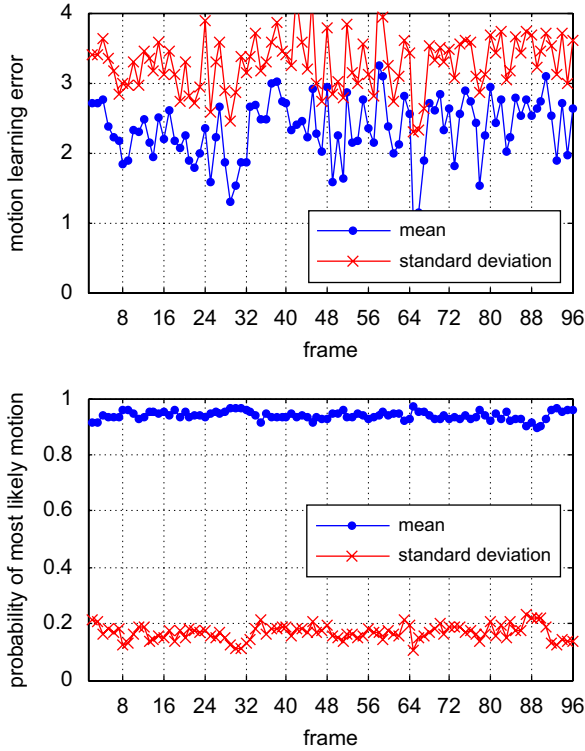 motion learning error
4
3
2
1
0
mean
standard deviation
8 16 24 32 40 48 56 64 72 80 88 96
frame
probability of most likely motion
1
0.8
0.6
0.4
0.2
0
mean
standard deviation
8 16 24 32 40 48 56 64 72 80 88 96
frame